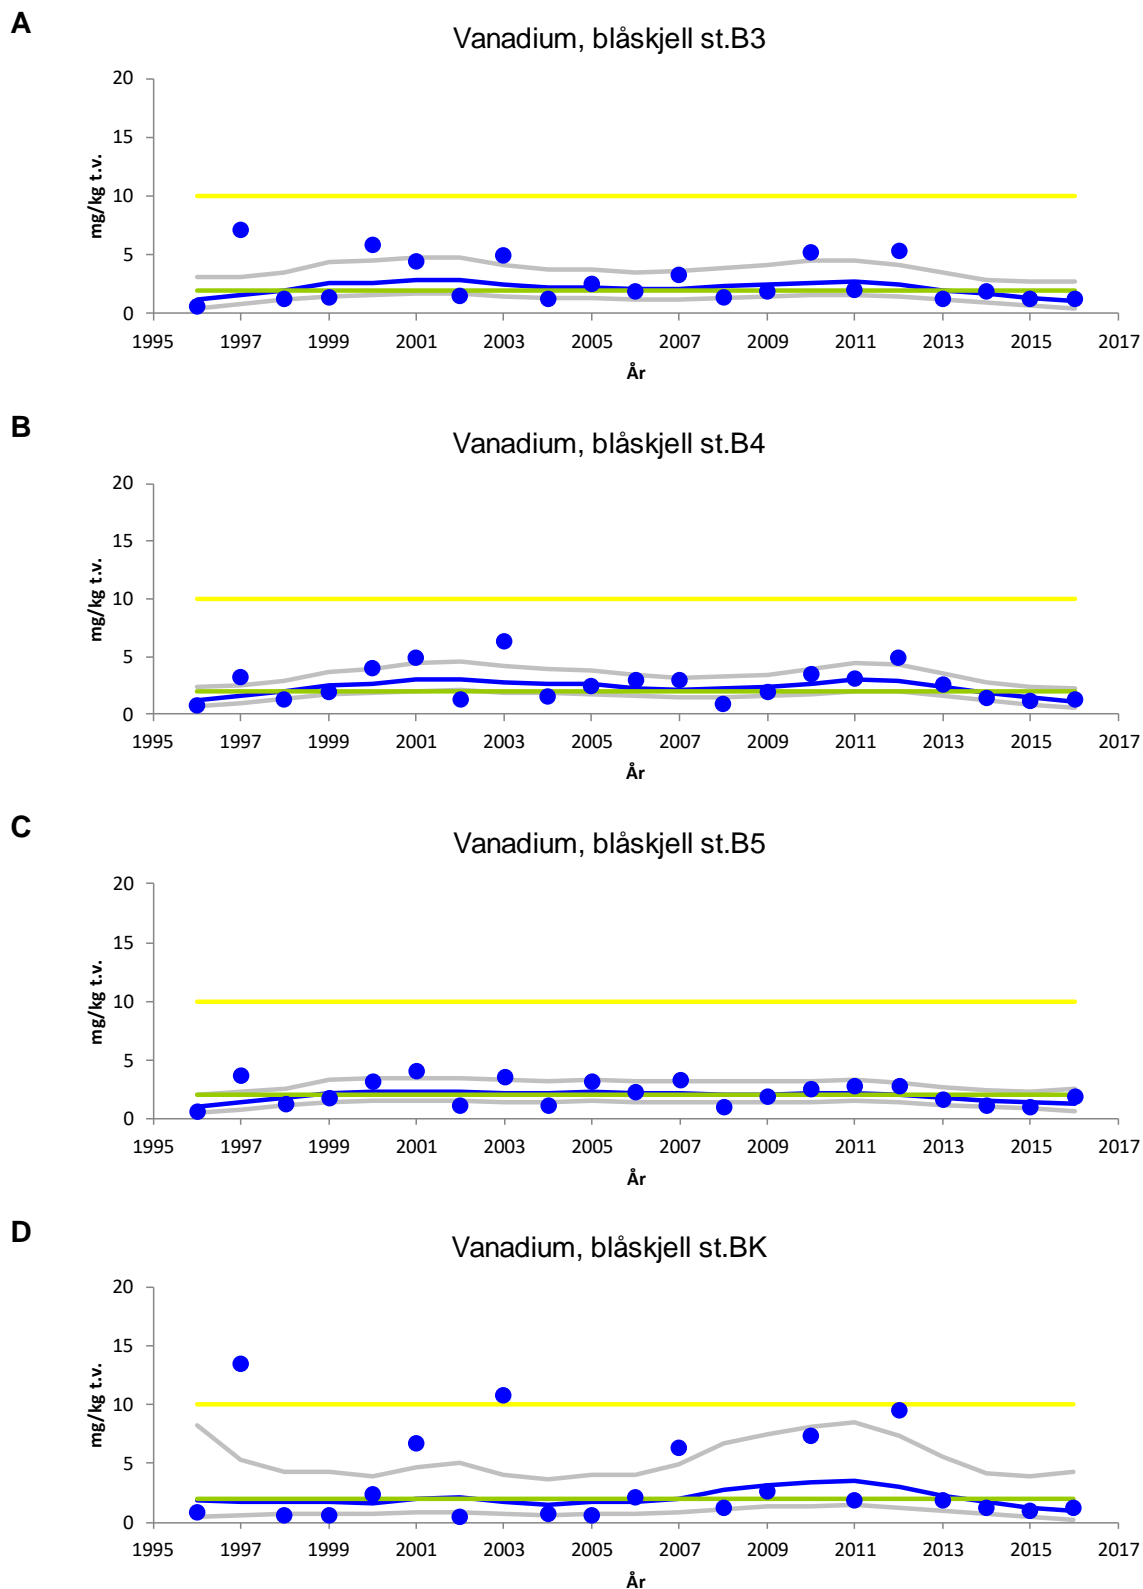 A
Vanadium, blåskjell st.B3
20
15
10
5
0
mg/kg t.v.
1995 1997 1999 2001 2003 2005 2007 2009 2011 2013 2015 2017
År
B
Vanadium, blåskjell st.B4
20
15
10
5
0
mg/kg t.v.
1995 1997 1999 2001 2003 2005 2007 2009 2011 2013 2015 2017
År
C
Vanadium, blåskjell st.B5
20
15
10
5
0
mg/kg t.v.
1995 1997 1999 2001 2003 2005 2007 2009 2011 2013 2015 2017
År
D
Vanadium, blåskjell st.BK
20
15
10
5
0
mg/kg t.v.
1995 1997 1999 2001 2003 2005 2007 2009 2011 2013 2015 2017
År